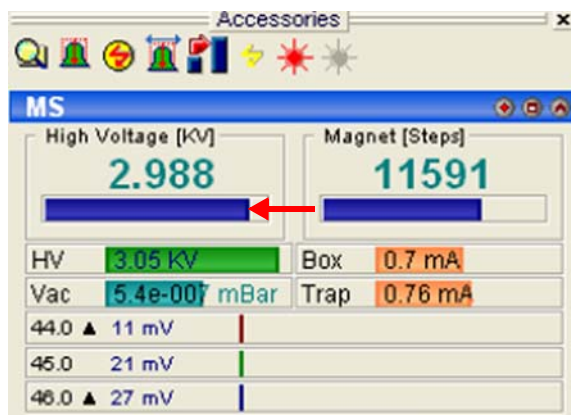 Accessories x
MS
High Voltage [KV] Magnet [Steps]
2.988 11591
HV 3.05 KV Box 0.7 mA
Vac 5.4e-007 mBar Trap 0.76 mA
44.0 ▲ 11 mV
45.0 21 mV
46.0 ▲ 27 mV